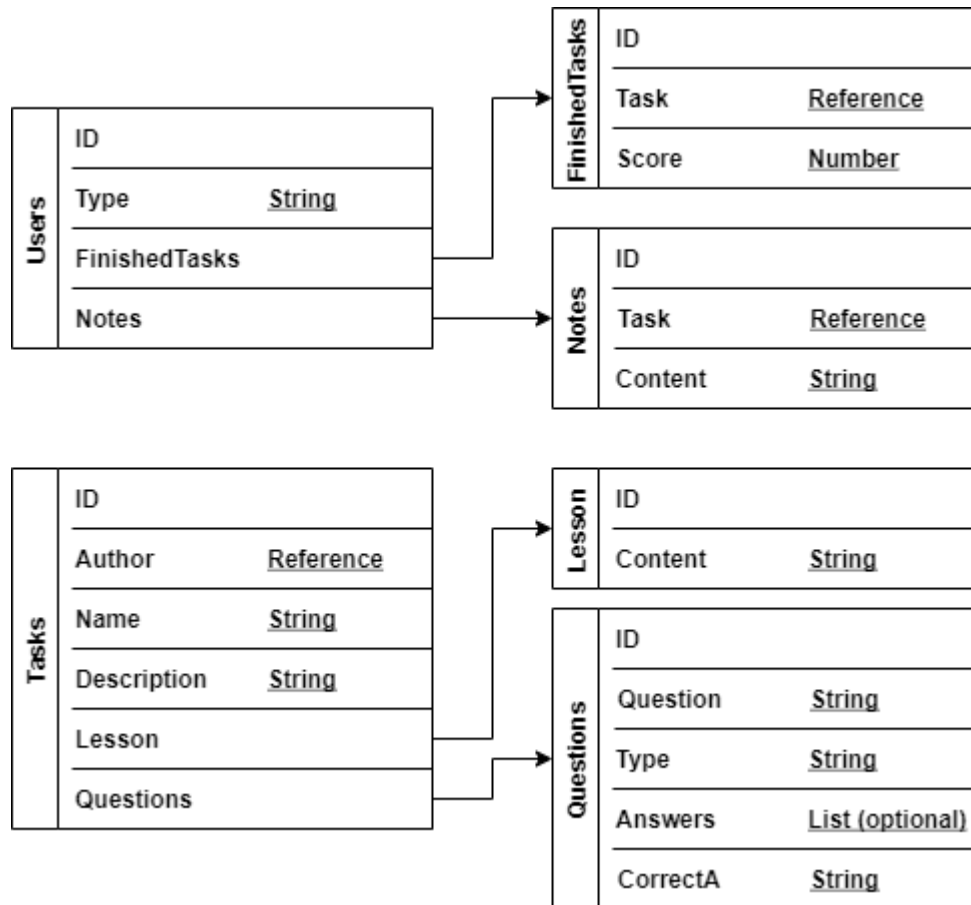 Users
ID
Type String
FinishedTasks
Notes
FinishedTasks
ID
Task Reference
Score Number
Notes
ID
Task Reference
Content String
Tasks
ID
Author Reference
Name String
Description String
Lesson
Questions
Lesson
ID
Content String
Questions
ID
Question String
Type String
Answers List (optional)
CorrectA String